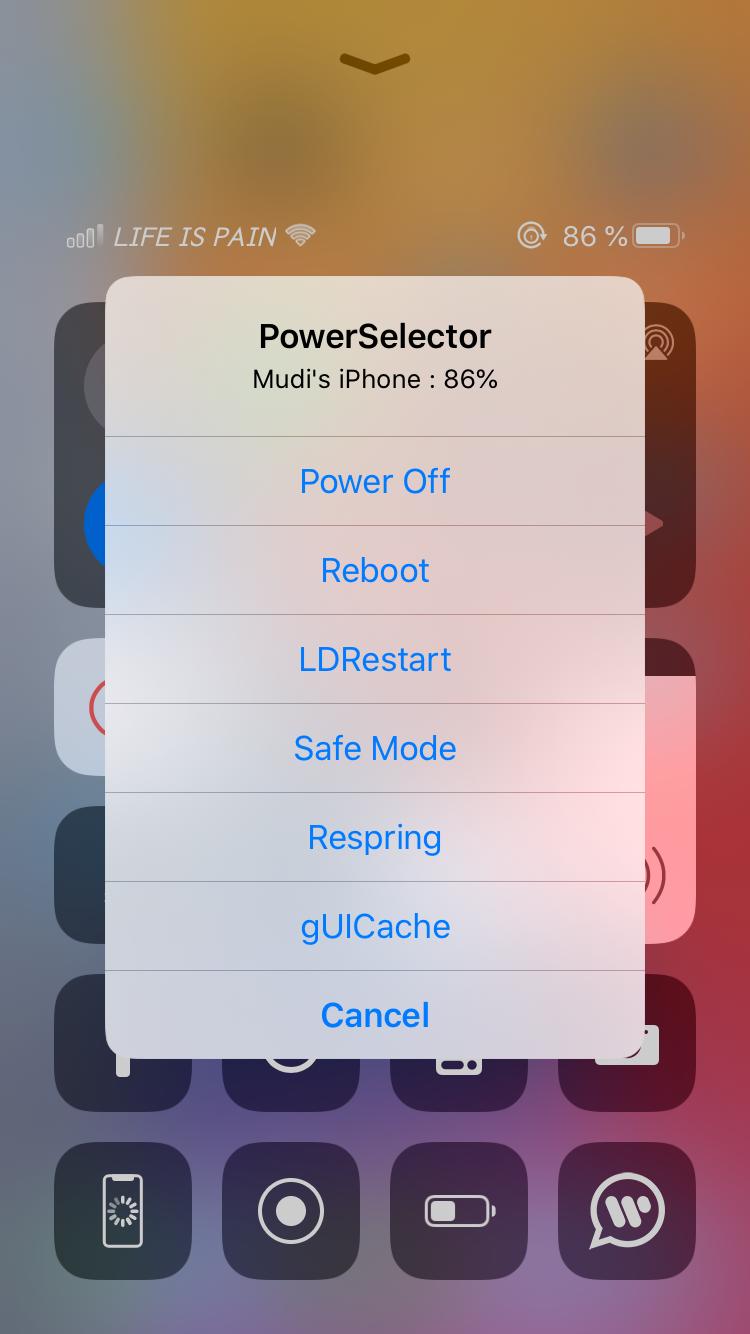 LIFE IS PAIN 86 %
PowerSelector
Mudi's iPhone : 86%
Power Off
Reboot
LDRestart
Safe Mode
Respring
gUICache
Cancel